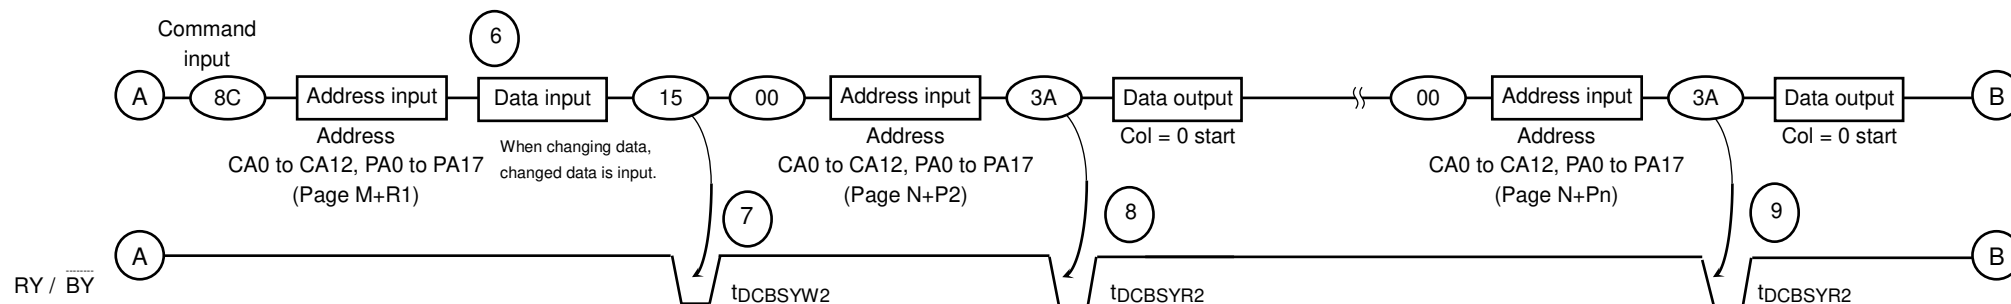 Command
input
6
A
8C
Address input
Data input
15
00
Address input
3A
Data output
00
Address input
3A
Data output
B
Address
CA0 to CA12, PA0 to PA17
(Page M+R1)
When changing data,
changed data is input.
Address
CA0 to CA12, PA0 to PA17
(Page N+P2)
Col = 0 start
Address
CA0 to CA12, PA0 to PA17
(Page N+Pn)
Col = 0 start
7
8
9
A
B
RY / BY
tDCBSYW2
tDCBSYR2
tDCBSYR2